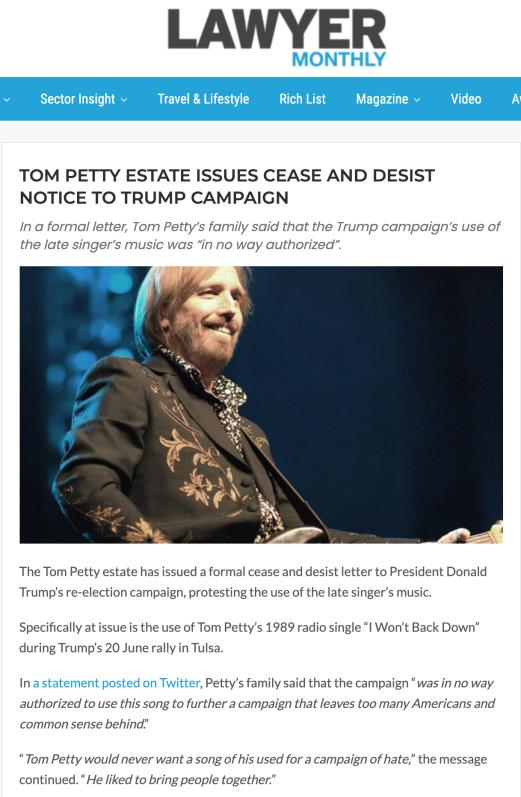 LAWYER
MONTHLY
Sector Insight
Travel & Lifestyle
Rich List
Magazine
Video
TOM PETTY ESTATE ISSUES CEASE AND DESIST
NOTICE TO TRUMP CAMPAIGN
In a formal letter, Tom Petty's family said that the Trump campaign's use of
the late singer's music was “in no way authorized”.
The Tom Petty estate has issued a formal cease and desist letter to President Donald
Trump's re-election campaign, protesting the use of the late singer's music.
Specifically at issue is the use of Tom Petty's 1989 radio single “I Won't Back Down”
during Trump's 20 June rally in Tulsa.
In a statement posted on Twitter, Petty's family said that the campaign “was in no way
authorized to use this song to further a campaign that leaves too many Americans and
common sense behind.”
“Tom Petty would never want a song of his used for a campaign of hate,” the message
continued. “He liked to bring people together.”